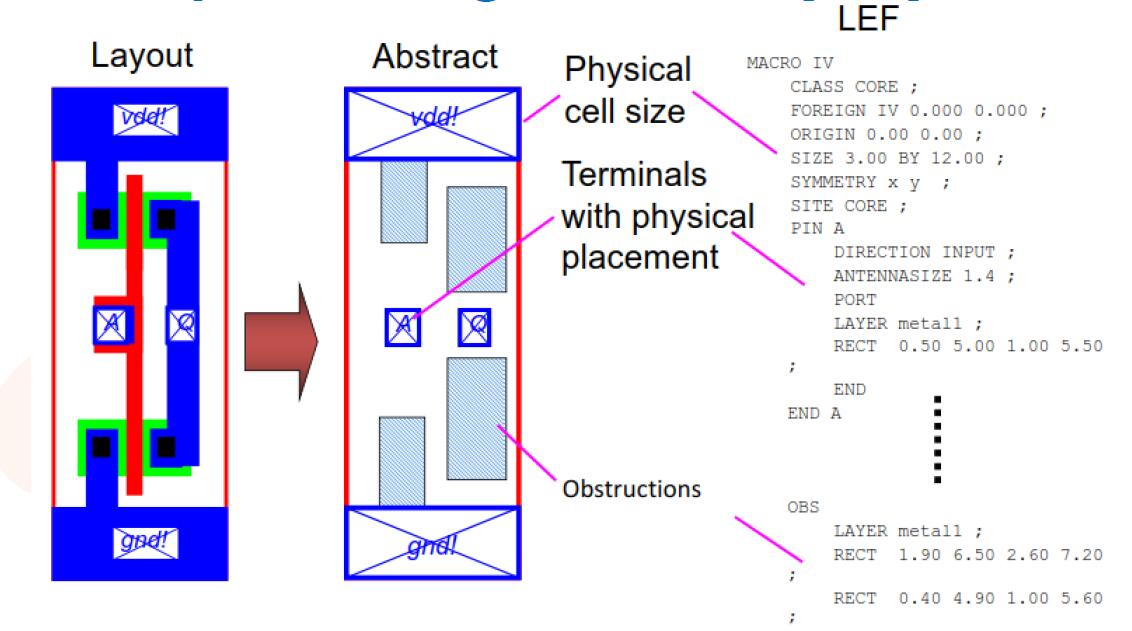 Layout
vdd!
A
Q
gnd!
Abstract
vdd!
A
Q
gnd!
Physical
cell size
Terminals
with physical
placement
Obstructions
LEF
MACRO IV
CLASS CORE ;
FOREIGN IV 0.000 0.000 ;
ORIGIN 0.00 0.00 ;
SIZE 3.00 BY 12.00 ;
SYMMETRY x y  ;
SITE CORE ;
PIN A
DIRECTION INPUT ;
ANTENNASIZE 1.4 ;
PORT
LAYER metal1 ;
RECT  0.50 5.00 1.00 5.50
;
END
END A
OBS
LAYER metal1 ;
RECT  1.90 6.50 2.60 7.20
;
RECT  0.40 4.90 1.00 5.60
;